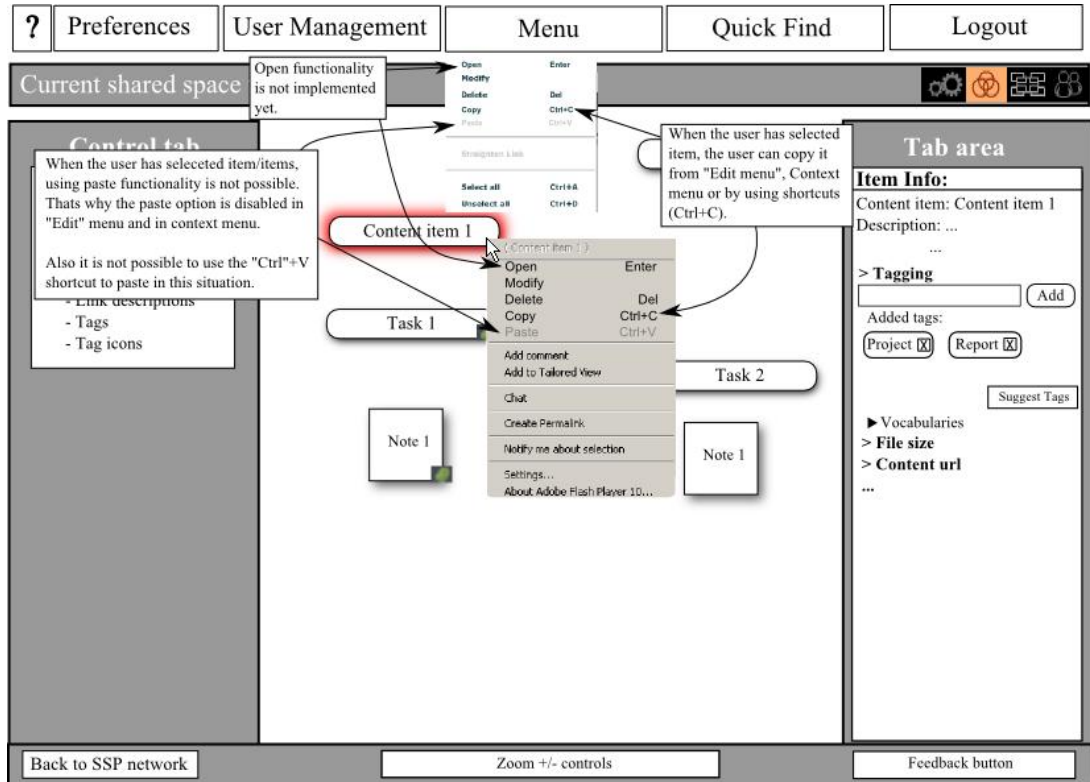 ? Preferences User Management Menu Quick Find Logout
Current shared space
Open functionality
is not implemented
yet.
Open Enter
Modify
Delete Del
Copy Ctrl+C
Paste Ctrl+V
Select all Ctrl+A
Unselect all Ctrl+D
When the user has selected
item, the user can copy it
from "Edit menu", Context
menu or by using shortcuts
(Ctrl+C).
Control tab
When the user has seleceted item/items,
using paste functionality is not possible.
Thats why the paste option is disabled in
"Edit" menu and in context menu.
Also it is not possible to use the "Ctrl"+V
shortcut to paste in this situation.
- Link descriptions
- Tags
- Tag icons
Content item 1
Task 1
Task 2
Note 1
Note 1
( Content item 1 )
Open Enter
Modify
Delete Del
Copy Ctrl+C
Paste Ctrl+V
Add comment
Add to Tailored View
Chat
Create Permalink
Notify me about selection
Settings...
About Adobe Flash Player 10...
Tab area
Item Info:
Content item: Content item 1
Description: ...
...
> Tagging
Add
Added tags:
Project X Report X
Suggest Tags
▶ Vocabularies
> File size
> Content url
...
Back to SSP network Zoom +/- controls Feedback button